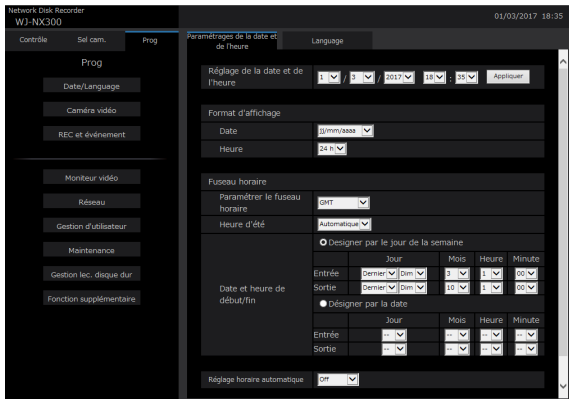 Network Disk Recorder
WJ-NX300
01/03/2017 18:35
Contrôle Sel cam. Prog
Paramétrages de la date et de l'heure
Language
Prog
Date/Language
Caméra vidéo
REC et événement
Moniteur vidéo
Réseau
Gestion d'utilisateur
Maintenance
Gestion lec. disque dur
Fonction supplémentaire
Réglage de la date et de l'heure
1 / 3 / 2017 18 : 35 Appliquer
Format d'affichage
Date jj/mm/aaaa
Heure 24 h
Fuseau horaire
Paramétrer le fuseau horaire
GMT
Heure d'été Automatique
Date et heure de début/fin
Designer par le jour de la semaine
Jour Mois Heure Minute
Entrée Dernier Dim 3 1 00
Sortie Dernier Dim 10 1 00
Désigner par la date
Jour Mois Heure Minute
Entrée -- -- -- --
Sortie -- -- -- --
Réglage horaire automatique Off